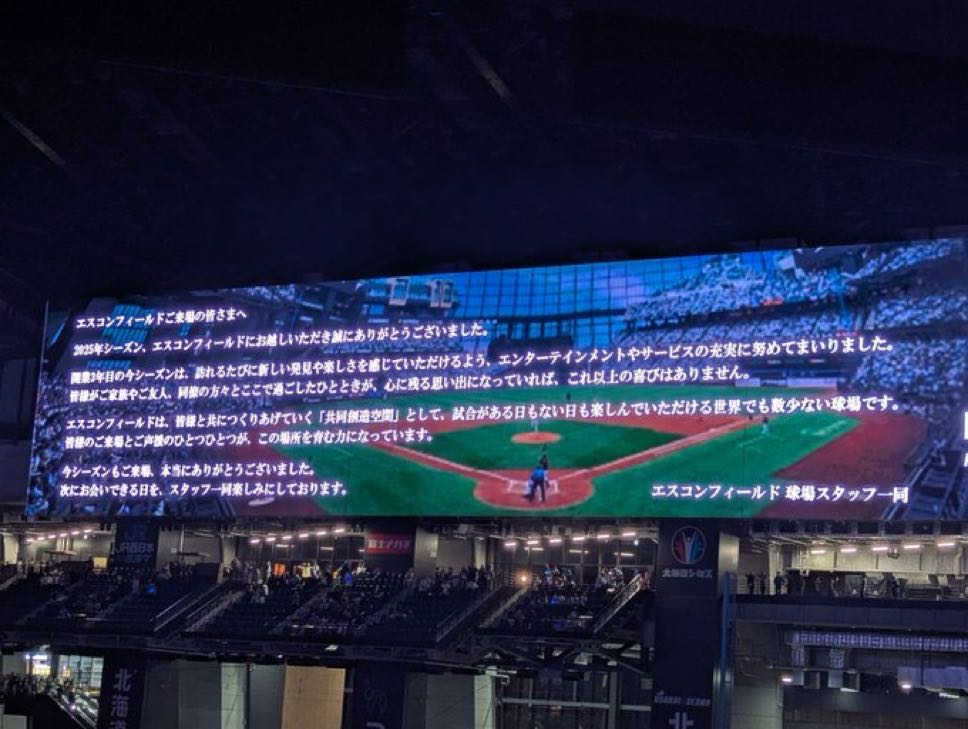 エスコンフィールドご来場の皆さまへ
2025年シーズン、エスコンフィールドにお越しいただき誠にありがとうございました。
開業3年目の今シーズンは、訪れるたびに新しい発見や楽しさを感じていただけるよう、エンターテインメントやサービスの充実に努めてまいりました。
皆様がご家族やご友人、同僚の方々とここで過ごしたひとときが、心に残る思い出になっていれば、これ以上の喜びはありません。
エスコンフィールドは、皆様と共につくりあげていく「共同創造空間」として、試合がある日もない日も楽しんでいただける世界でも数少ない球場です。
皆様のご来場とご声援のひとつひとつが、この場所を育む力になっています。
今シーズンもご来場、本当にありがとうございました。
次にお会いできる日を、スタッフ一同楽しみにしております。
エスコンフィールド 球場スタッフ一同
JR西日本
富士メガネ
北海道
北